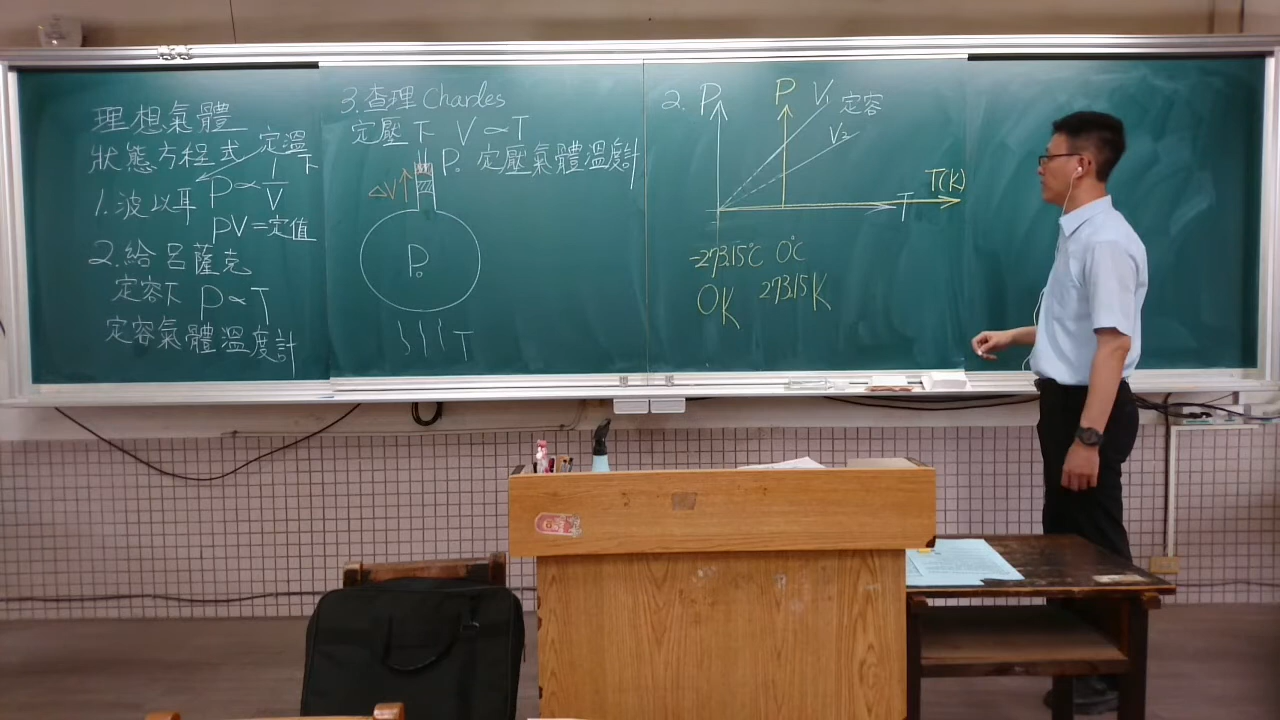 理想氣體
狀態方程式
定溫下
1. 波以耳 P∝1/V
PV=定值
2. 給呂薩克
定容下 P∝T
定容氣體溫度計
3. 查理 Charles
定壓下 V∝T
P₀ 定壓氣體溫度計
ΔV
P₀
T
2. P
P V₁ 定容
V₂
T T(K)
-273.15°C 0°C
0K 273.15K